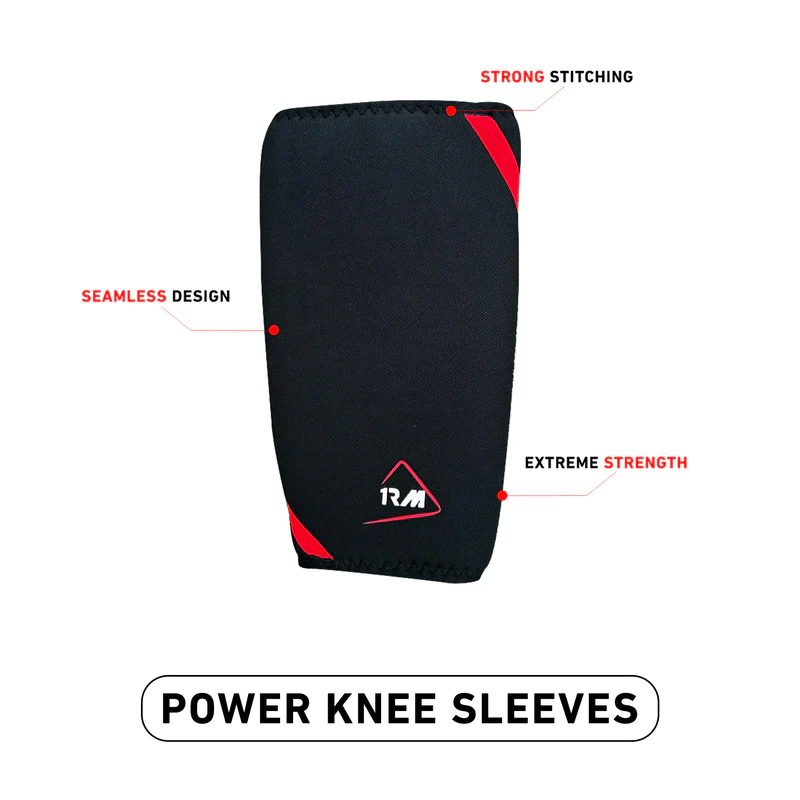 STRONG STITCHING
SEAMLESS DESIGN
EXTREME STRENGTH
1RM
POWER KNEE SLEEVES